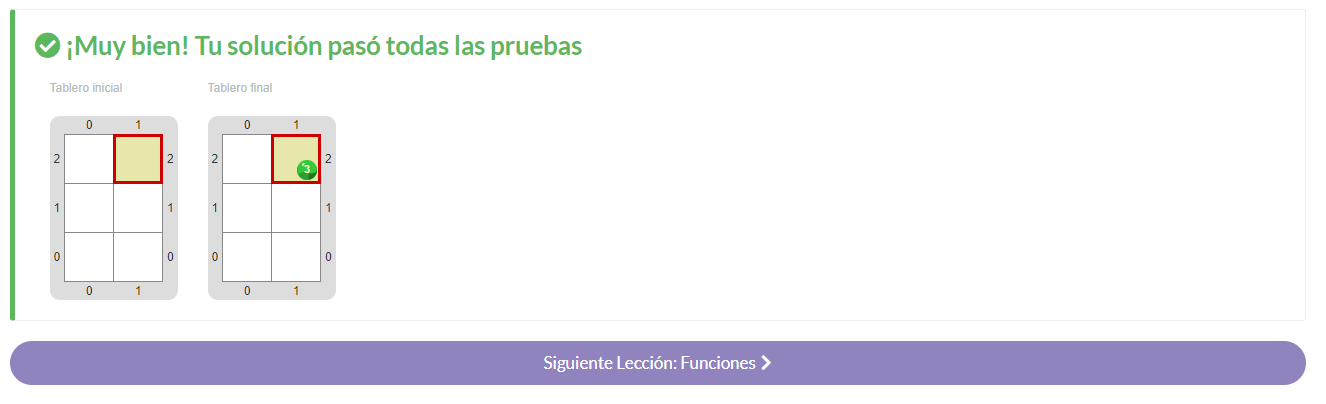 ¡Muy bien! Tu solución pasó todas las pruebas
Tablero inicial Tablero final
0 1 0 1
2 2 2 3 2
1 1 1 1
0 0 0 0
0 1 0 1
Siguiente Lección: Funciones